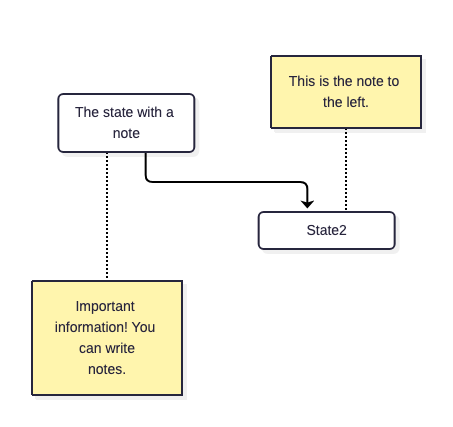 This is the note to
the left.
The state with a
note
State2
Important
information! You
can write
notes.